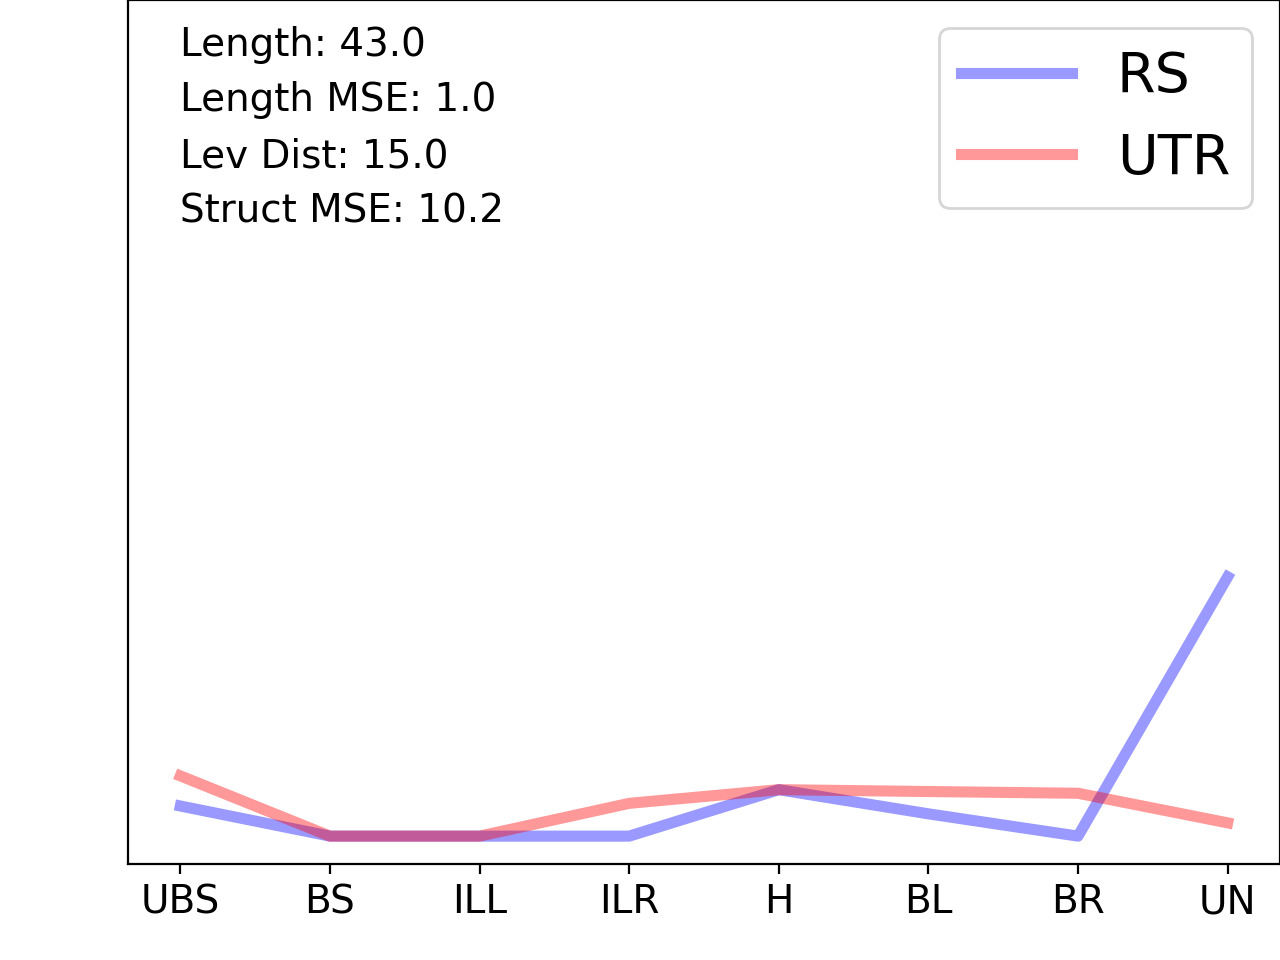 Length: 43.0
Length MSE: 1.0
Lev Dist: 15.0
Struct MSE: 10.2
RS
UTR
UBS BS ILL ILR H BL BR UN